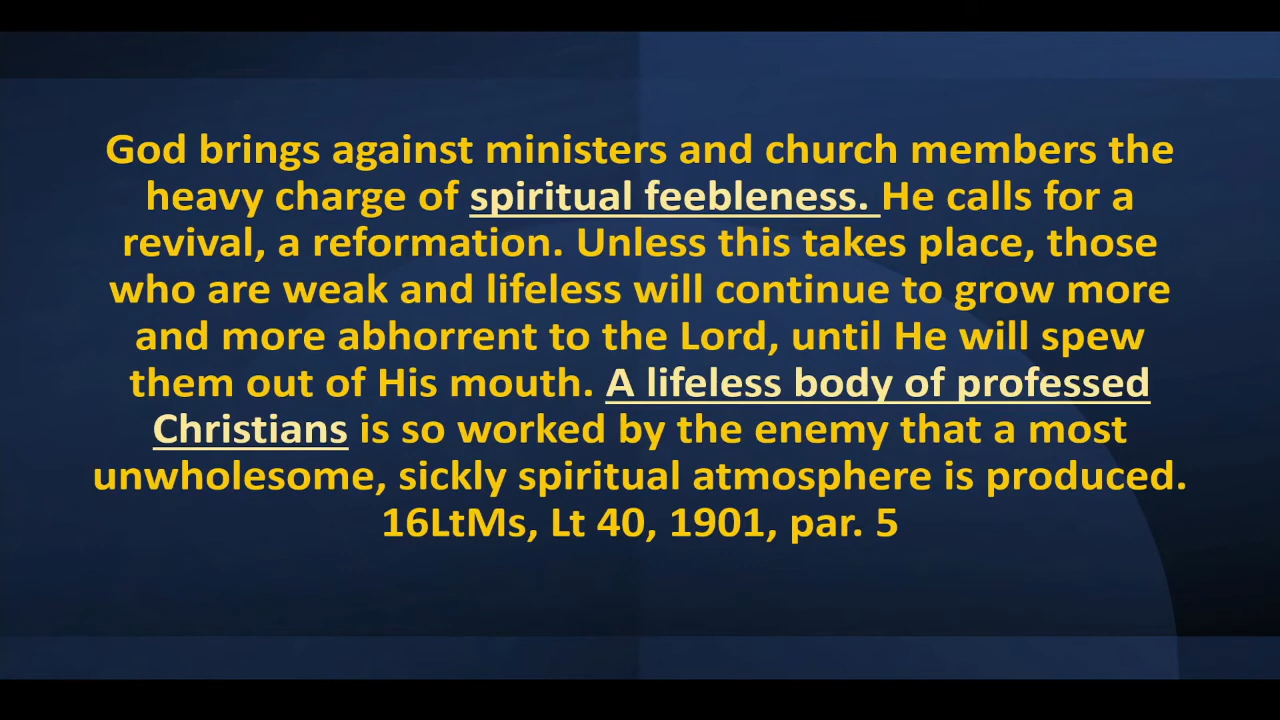 God brings against ministers and church members the
heavy charge of spiritual feebleness. He calls for a
revival, a reformation. Unless this takes place, those
who are weak and lifeless will continue to grow more
and more abhorrent to the Lord, until He will spew
them out of His mouth. A lifeless body of professed
Christians is so worked by the enemy that a most
unwholesome, sickly spiritual atmosphere is produced.
16LtMs, Lt 40, 1901, par. 5